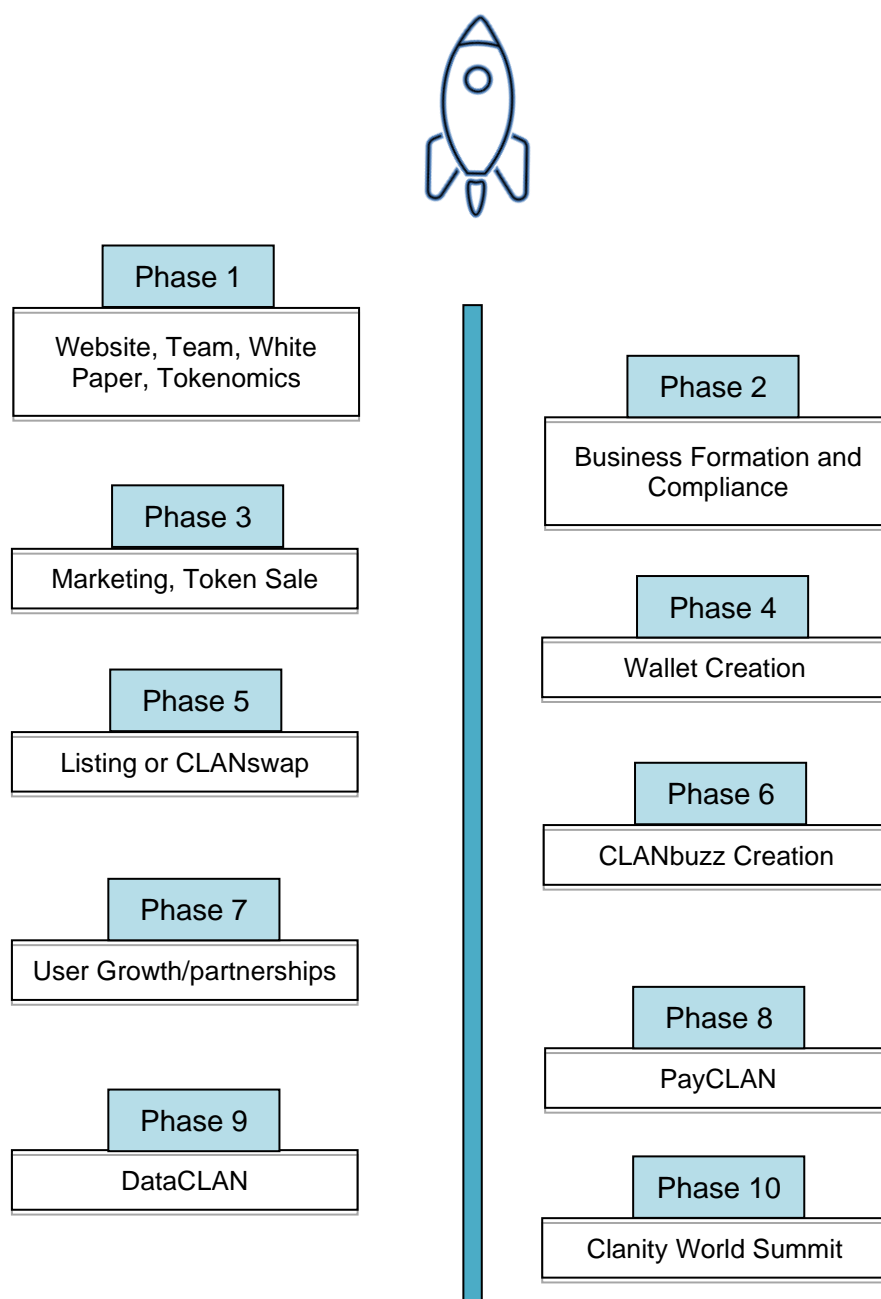 Phase 1
Website, Team, White
Paper, Tokenomics
Phase 2
Business Formation and
Compliance
Phase 3
Marketing, Token Sale
Phase 4
Wallet Creation
Phase 5
Listing or CLANswap
Phase 6
CLANbuzz Creation
Phase 7
User Growth/partnerships
Phase 8
PayCLAN
Phase 9
DataCLAN
Phase 10
Clanity World Summit